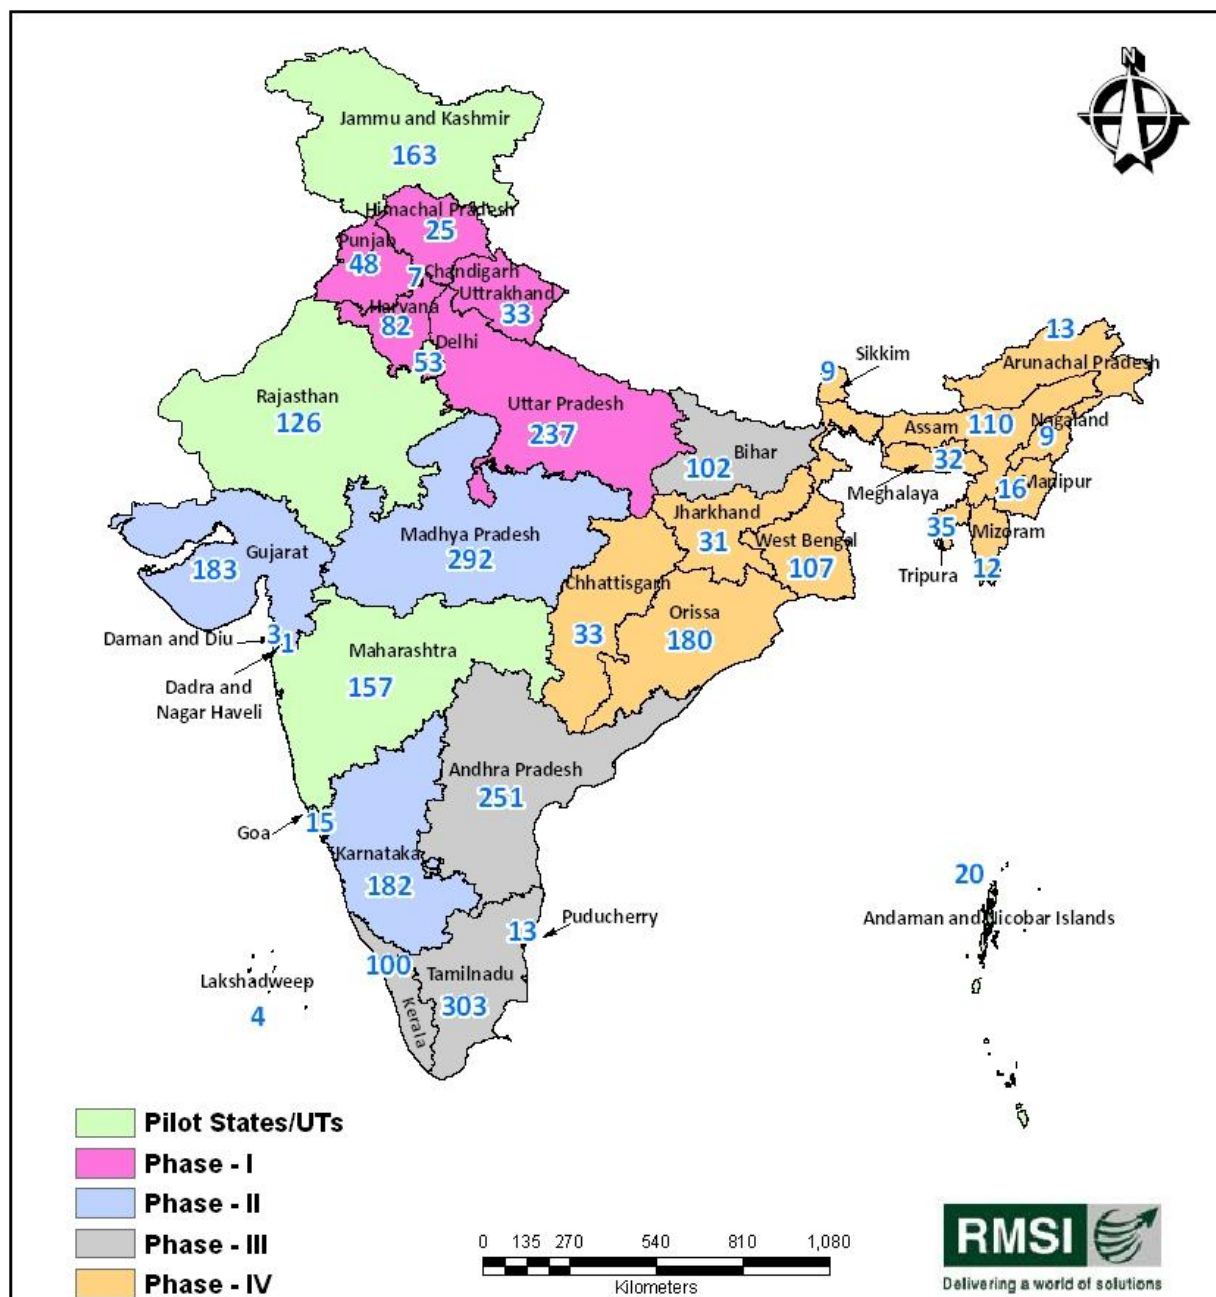 N
Jammu and Kashmir
163
Himachal Pradesh
25
Punjab
48
7
Chandigarh
Uttrakhand
33
Haryana
82
Delhi
53
Rajasthan
126
Uttar Pradesh
237
Bihar
102
9
Sikkim
13
Arunachal Pradesh
Assam 110
Nagaland
9
32
Meghalaya
16
Manipur
35
Tripura
Mizoram
12
Gujarat
183
Madhya Pradesh
292
Jharkhand
31
West Bengal
107
Chhattisgarh
33
Orissa
180
Daman and Diu
3
1
Dadra and
Nagar Haveli
Maharashtra
157
Andhra Pradesh
251
Goa
15
Karnataka
182
Puducherry
13
20
Andaman and Nicobar Islands
Lakshadweep
4
100
Kerala
Tamilnadu
303
Pilot States/UTs
Phase - I
Phase - II
Phase - III
Phase - IV
0 135 270 540 810 1,080
Kilometers
RMSI
Delivering a world of solutions